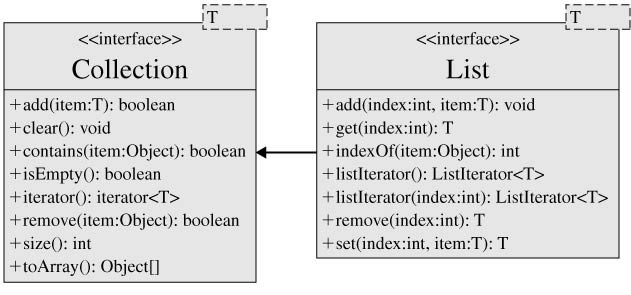 T
<<interface>>
Collection
+add(item:T): boolean
+clear(): void
+contains(item:Object): boolean
+isEmpty(): boolean
+iterator(): iterator<T>
+remove(item:Object): boolean
+size(): int
+toArray(): Object[]
T
<<interface>>
List
+add(index:int, item:T): void
+get(index:int): T
+indexOf(item:Object): int
+listIterator(): ListIterator<T>
+listIterator(index:int): ListIterator<T>
+remove(index:int): T
+set(index:int, item:T): T